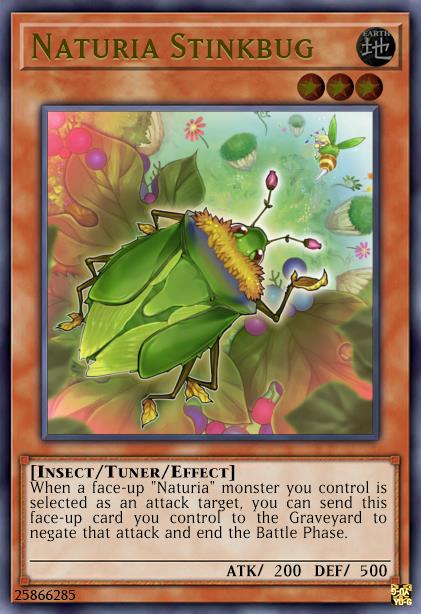 Naturia Stinkbug
EARTH
地
[Insect/Tuner/Effect]
When a face-up "Naturia" monster you control is
selected as an attack target, you can send this
face-up card you control to the Graveyard to
negate that attack and end the Battle Phase.
ATK/ 200 DEF/ 500
25866285